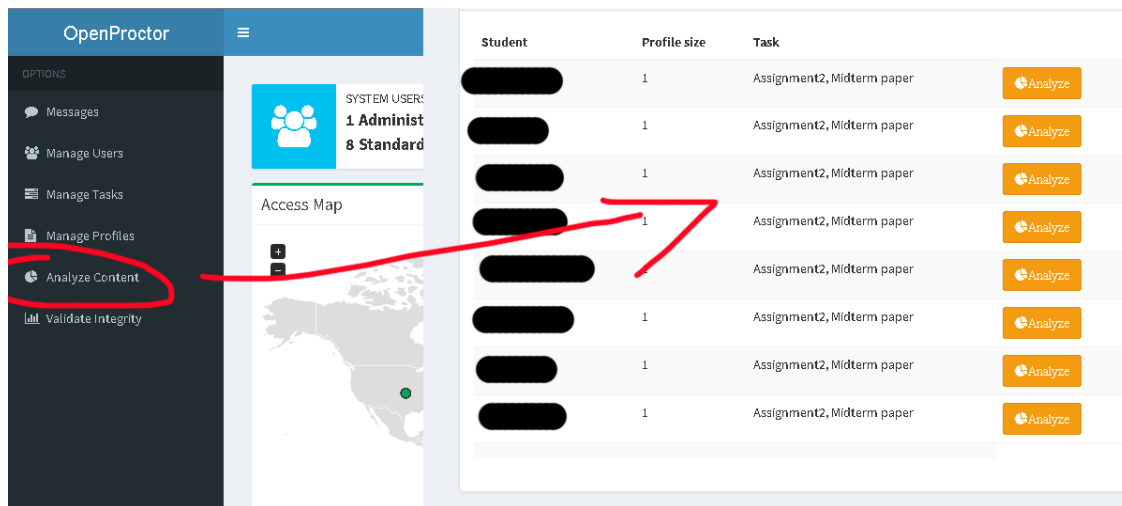 OpenProctor
OPTIONS
Messages
Manage Users
Manage Tasks
Manage Profiles
Analyze Content
Validate Integrity
SYSTEM USERS
1 Administ
8 Standard
Access Map
+
−
Student Profile size Task
1 Assignment2, Midterm paper Analyze
1 Assignment2, Midterm paper Analyze
1 Assignment2, Midterm paper Analyze
1 Assignment2, Midterm paper Analyze
Assignment2, Midterm paper Analyze
1 Assignment2, Midterm paper Analyze
1 Assignment2, Midterm paper Analyze
1 Assignment2, Midterm paper Analyze